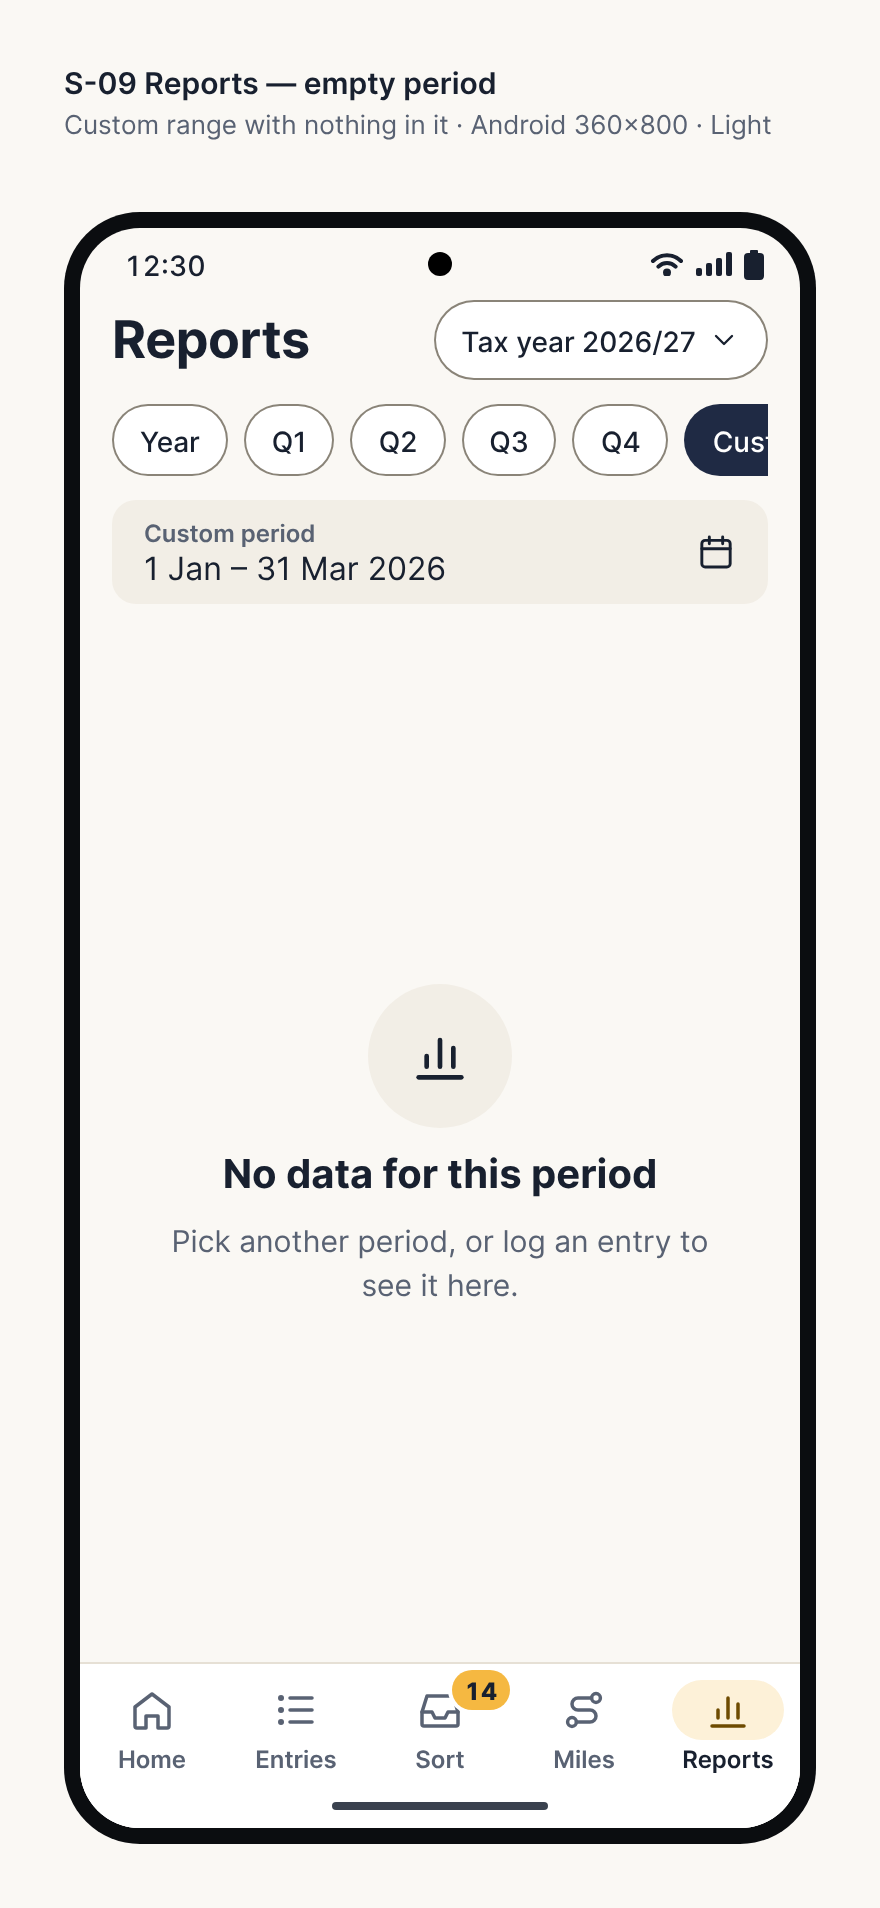 S-09 Reports — empty period
Custom range with nothing in it · Android 360×800 · Light
12:30
Reports
Tax year 2026/27
Year
Q1
Q2
Q3
Q4
Cust
Custom period
1 Jan – 31 Mar 2026
No data for this period
Pick another period, or log an entry to
see it here.
14
Home
Entries
Sort
Miles
Reports